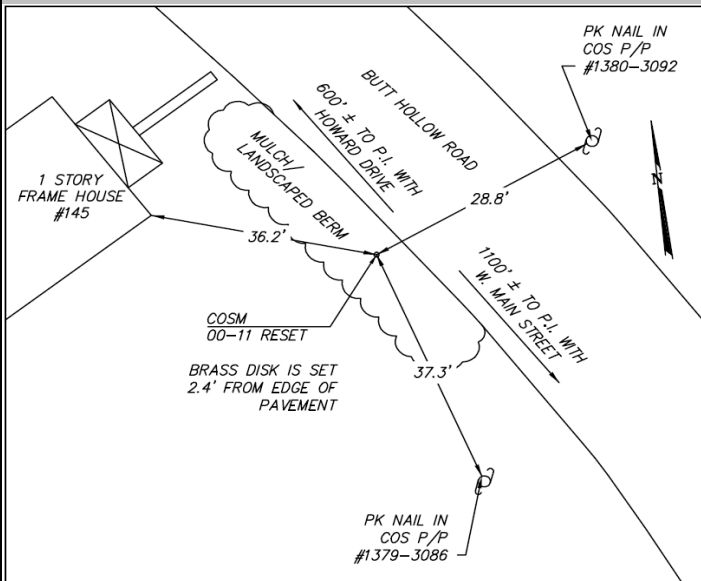 PK NAIL IN
COS P/P
#1380-3092
BUTT HOLLOW ROAD
600' ± TO P.I. WITH
HOWARD DRIVE
MULCH/
LANDSCAPED BERM
1 STORY
FRAME HOUSE
#145
N
28.8'
36.2'
1100' ± TO P.I. WITH
W. MAIN STREET
COSM
00-11 RESET
BRASS DISK IS SET
2.4' FROM EDGE OF
PAVEMENT
37.3'
PK NAIL IN
COS P/P
#1379-3086